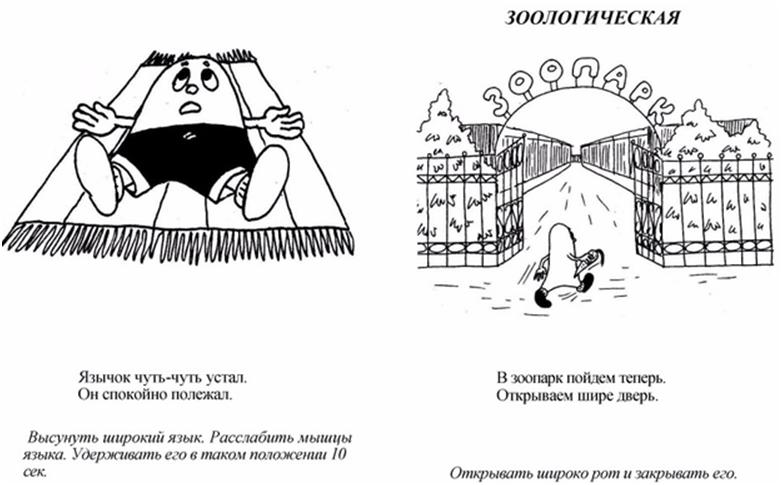 Язычок чуть-чуть устал.
Он спокойно полежал.
Высунуть широкий язык. Расслабить мышцы
языка. Удерживать его в таком положении 10
сек.
ЗООЛОГИЧЕСКАЯ
ЗООПАРК
В зоопарк пойдем теперь.
Открываем шире дверь.
Открывать широко рот и закрывать его.